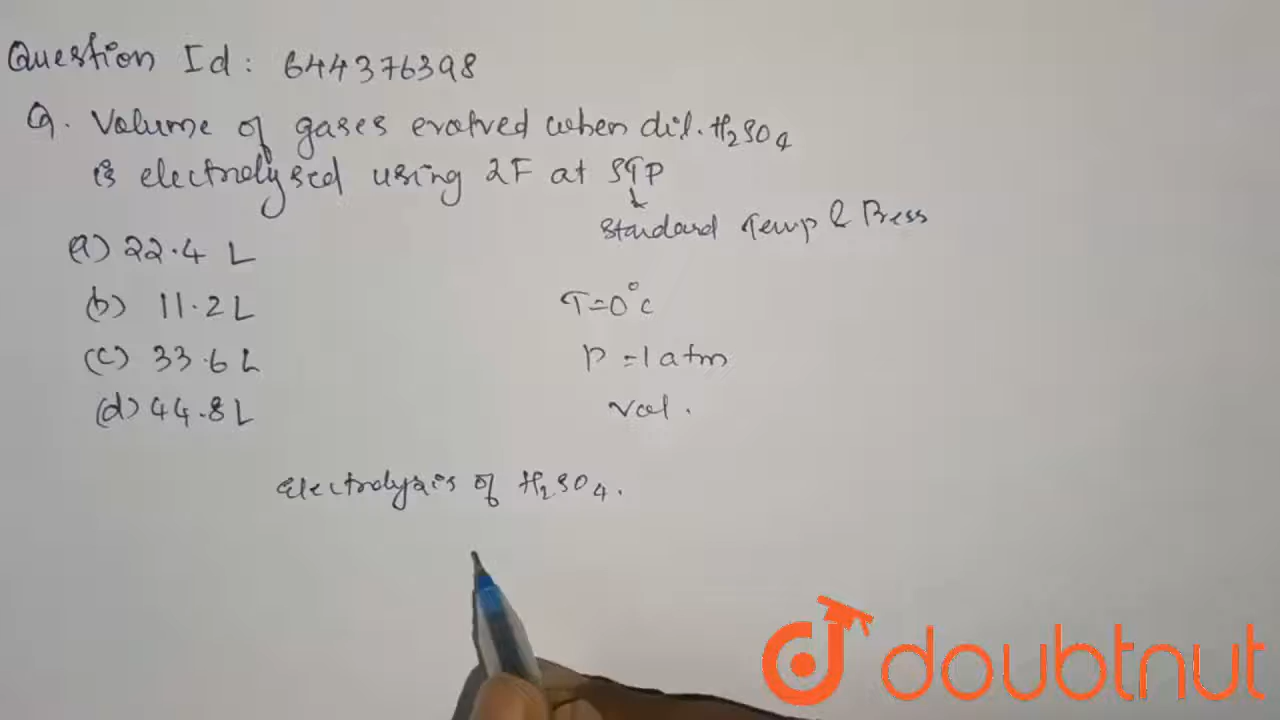 Question Id: 644376398
Q. Volume of gases evolved when dil. H₂SO₄
is electrolysed using 2F at STP
Standard Temp & Press
(a) 22.4 L
(b) 11.2 L
(c) 33.6 L
(d) 44.8 L
T=0°C
P=1 atm
Vol.
Electrolysis of H₂SO₄.
doubtnut